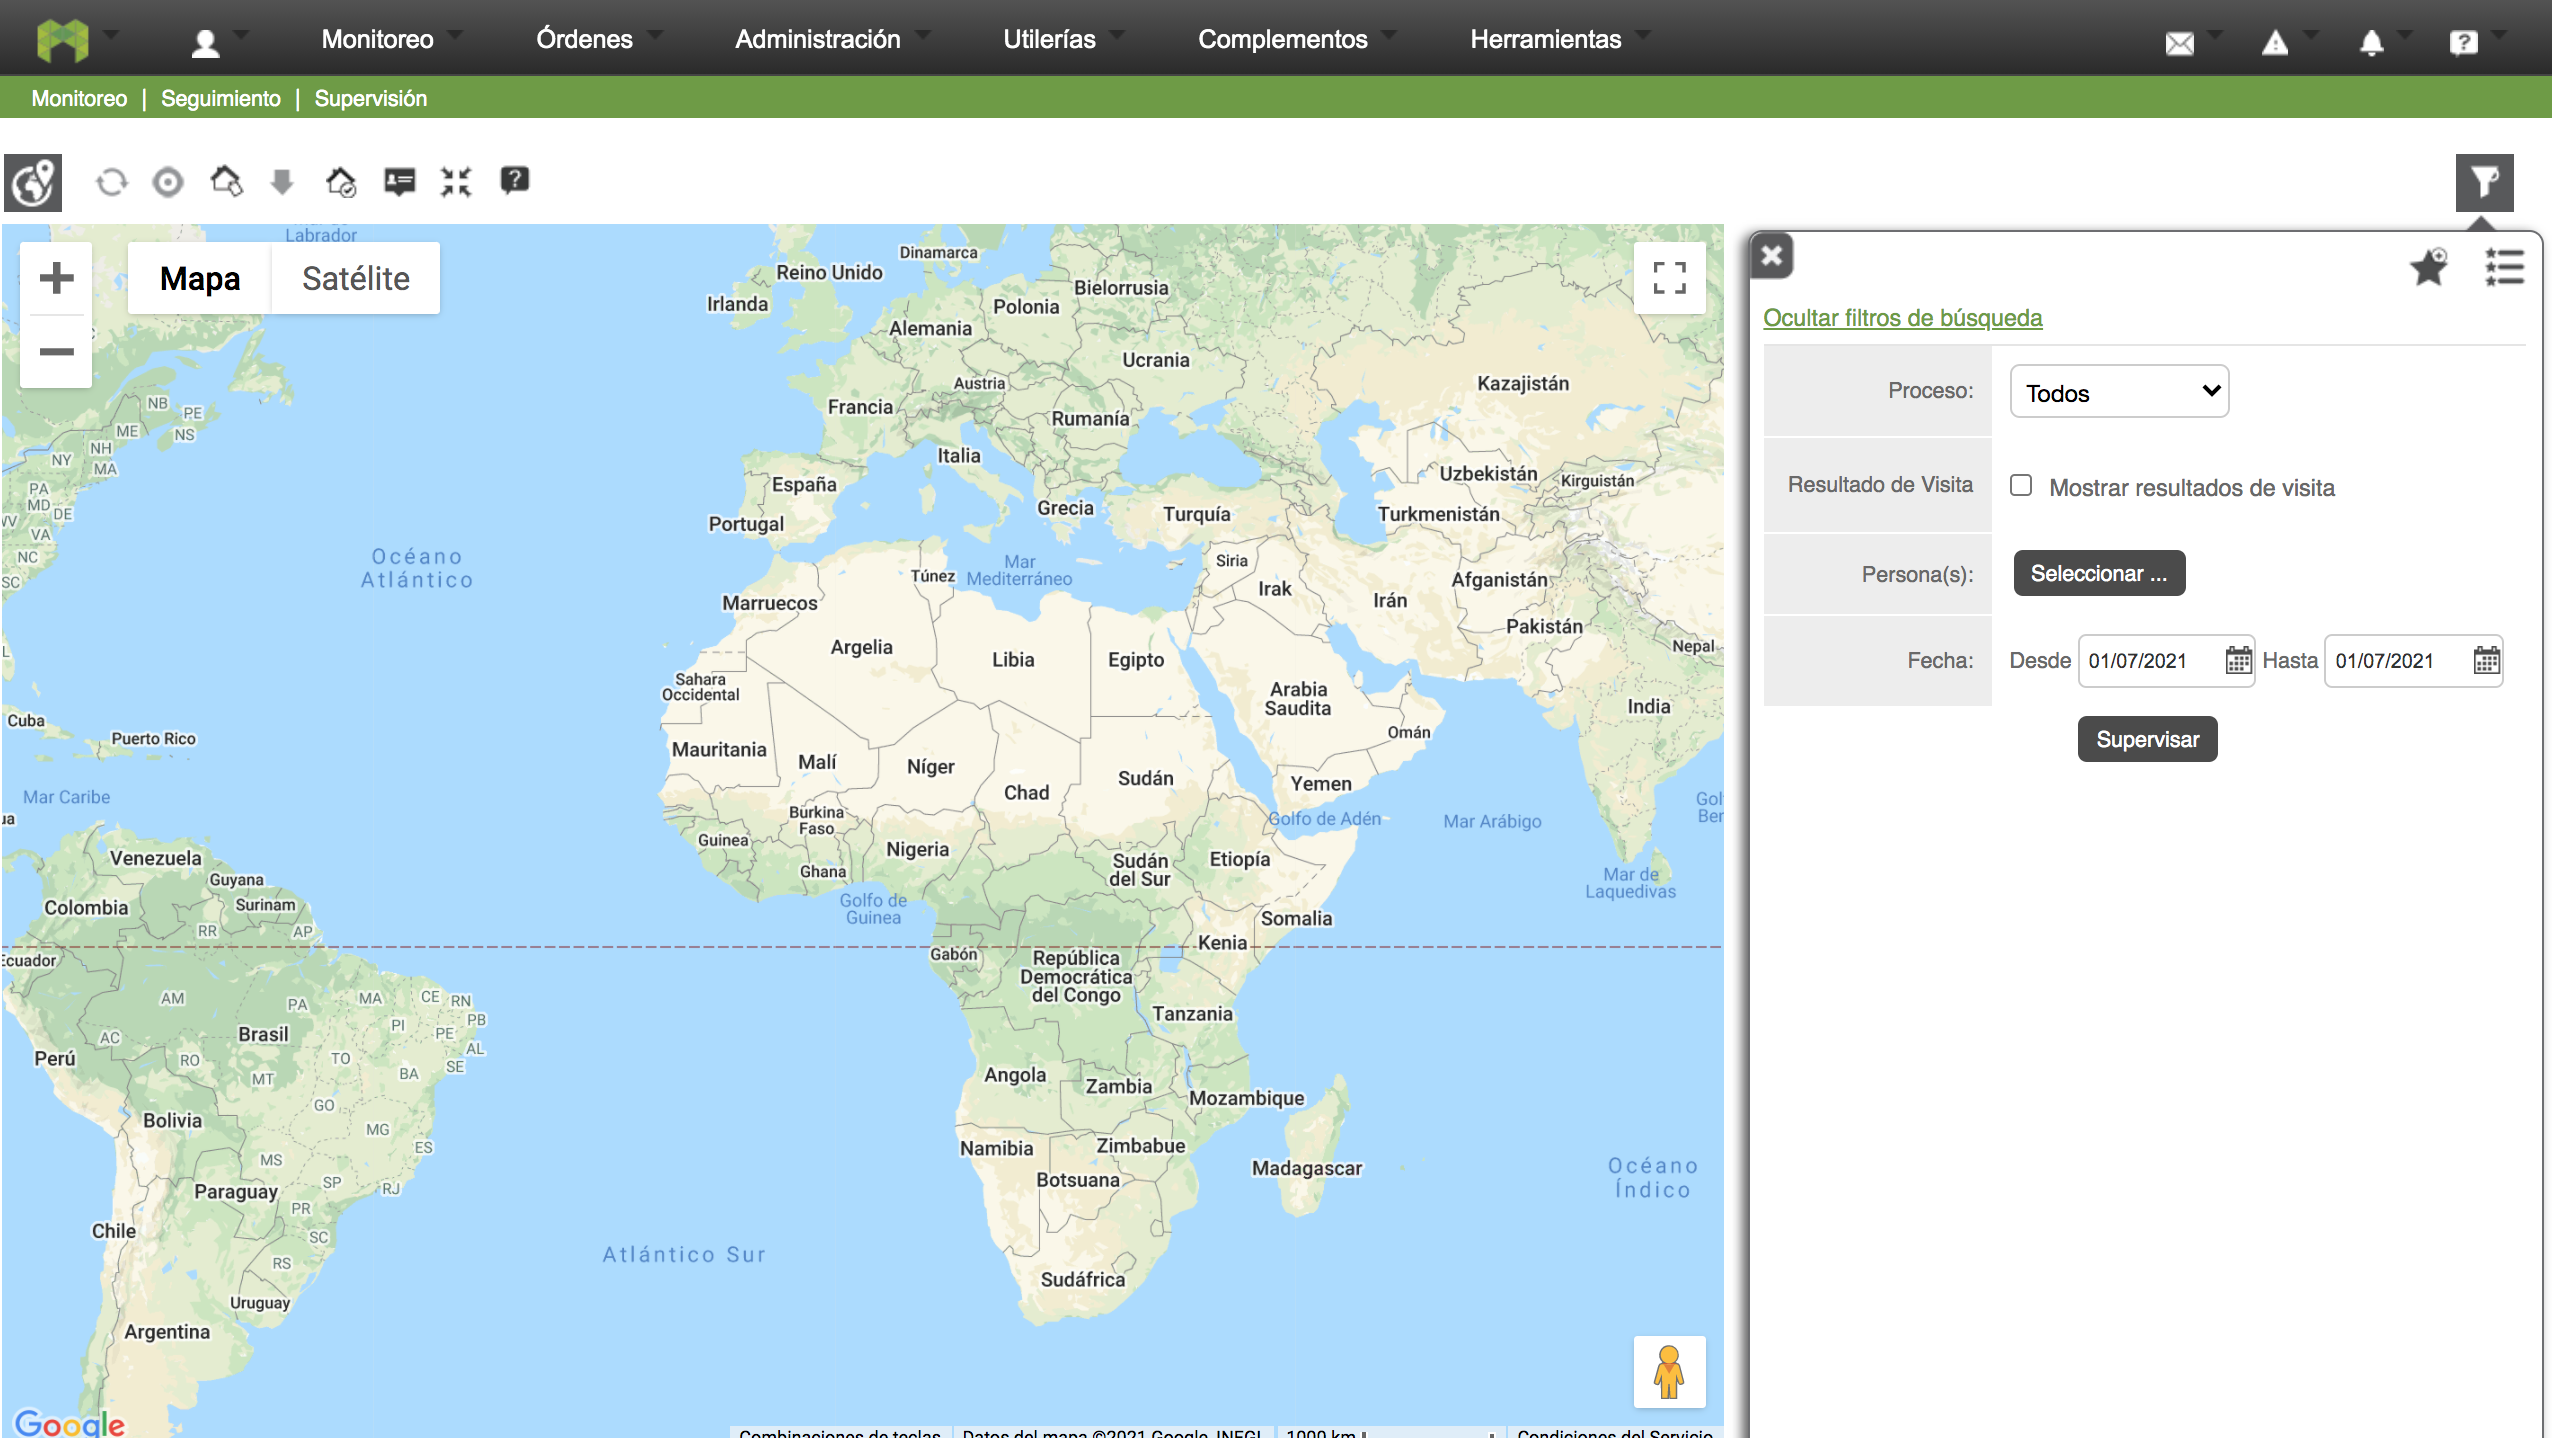 Monitoreo Órdenes Administración Utilerías Complementos Herramientas
Monitoreo | Seguimiento | Supervisión
Mapa Satélite
Ocultar filtros de búsqueda
Proceso: Todos
Resultado de Visita Mostrar resultados de visita
Persona(s): Seleccionar ...
Fecha: Desde 01/07/2021 Hasta 01/07/2021
Supervisar
Labrador
Dinamarca
Reino Unido
Irlanda
Bielorrusia
Polonia
Alemania
Ucrania
Austria
Kazajistán
Francia
Rumanía
NB
PE
ME
NS
NH
NY
MA
Italia
Uzbekistán
Kirguistán
España
PA
MD
DE
Grecia
Turquía
Turkmenistán
Portugal
VA
NC
SC
Océano
Atlántico
Mar
Mediterráneo
Túnez
Siria
Irak
Irán
Afganistán
Marruecos
Pakistán
Argelia
Libia
Egipto
Nepal
Sahara
Occidental
Arabia
Saudita
India
Cuba
Puerto Rico
Omán
Mauritania
Malí
Níger
Chad
Sudán
Yemen
Mar Caribe
Burkina
Faso
Golfo de Adén
Mar Arábigo
Guinea
Nigeria
Ghana
Sudán
del Sur
Etiopía
Venezuela
Guyana
Colombia
Surinam
Golfo de
Guinea
Mar de
Laquedivas
RR
AP
Somalia
Kenia
Ecuador
Gabón
República
Democrática
del Congo
AM
PA
MA
CE
RN
PB
PI
PE
AL
SE
AC
Brasil
Tanzania
Perú
RO
TO
BA
MT
Angola
Zambia
Mozambique
GO
Bolivia
MG
ES
Namibia
Zimbabue
MS
Madagascar
Botsuana
Océano
Índico
SP
RJ
Paraguay
PR
Chile
SC
Atlántico Sur
RS
Sudáfrica
Uruguay
Argentina
Google
Combinaciones de teclas Datos del mapa ©2021 Google, INEGI 1000 km Condiciones del Servicio